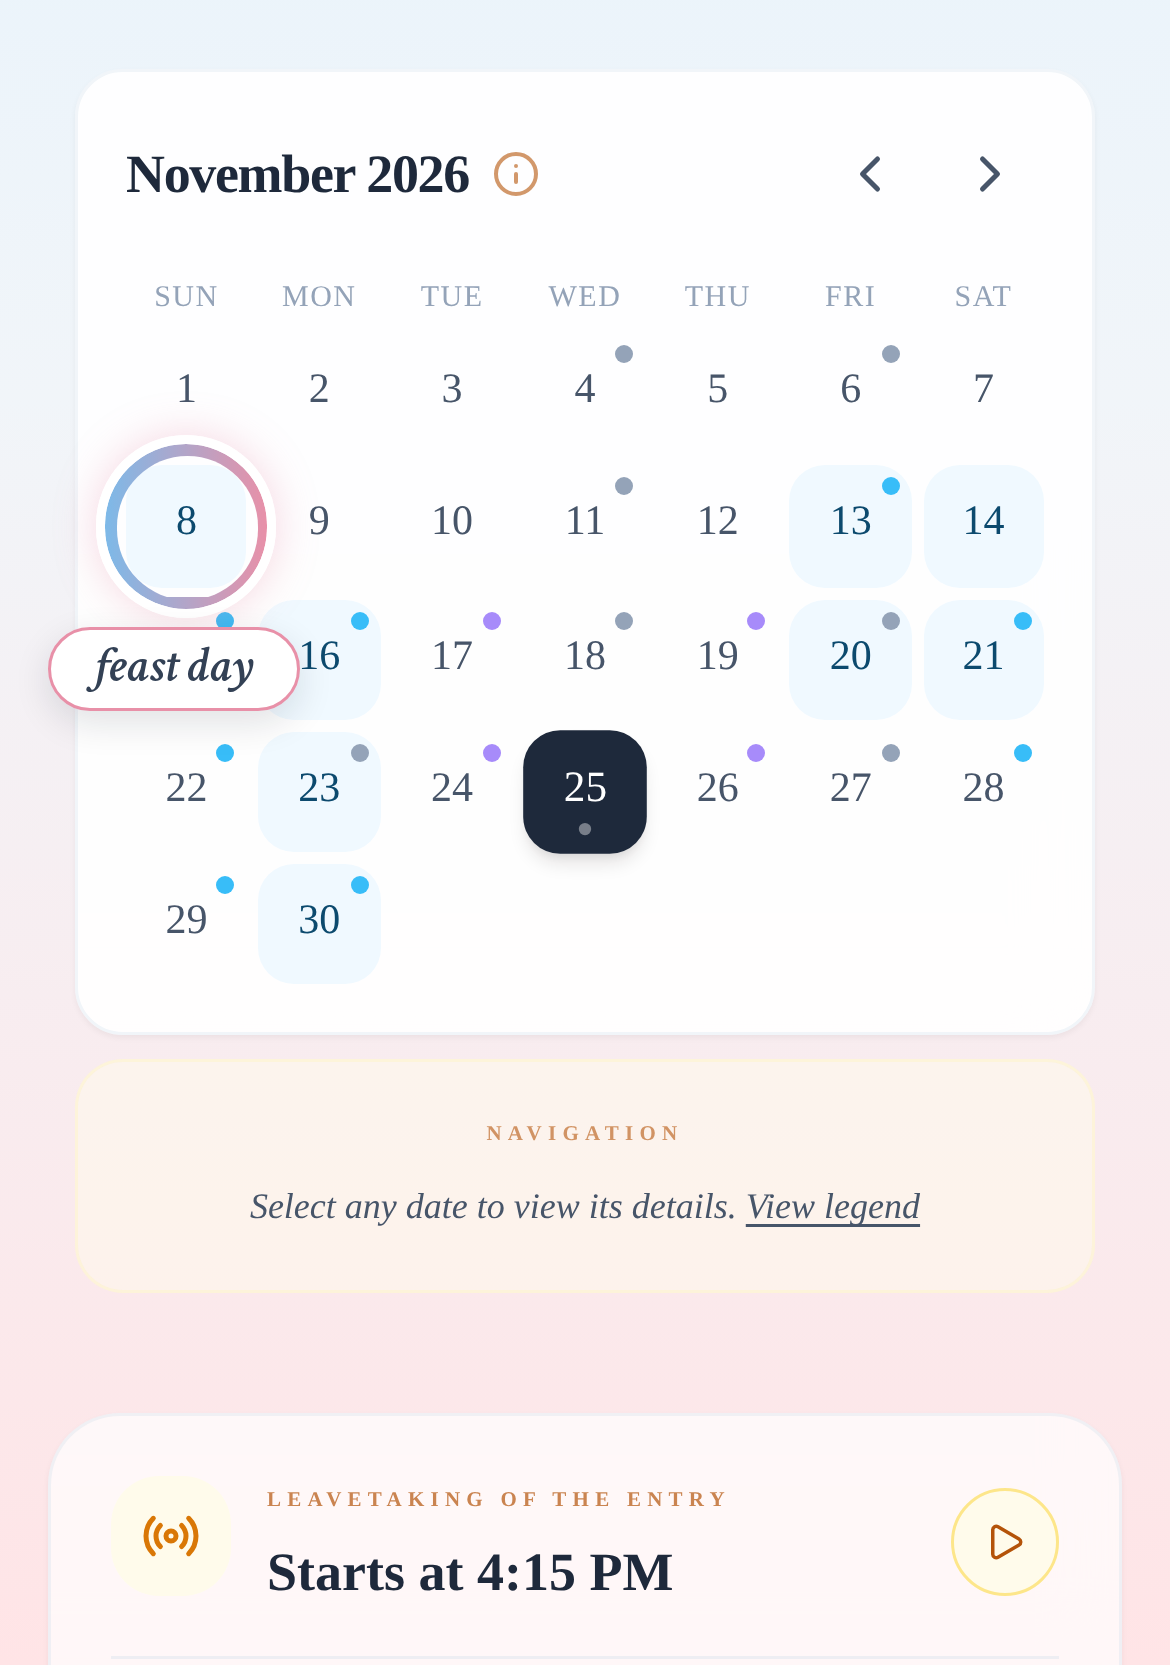 November 2026
SUN MON TUE WED THU FRI SAT
1 2 3 4 5 6 7
8 9 10 11 12 13 14
feast day 16 17 18 19 20 21
22 23 24 25 26 27 28
29 30
NAVIGATION
Select any date to view its details. View legend
LEAVETAKING OF THE ENTRY
Starts at 4:15 PM